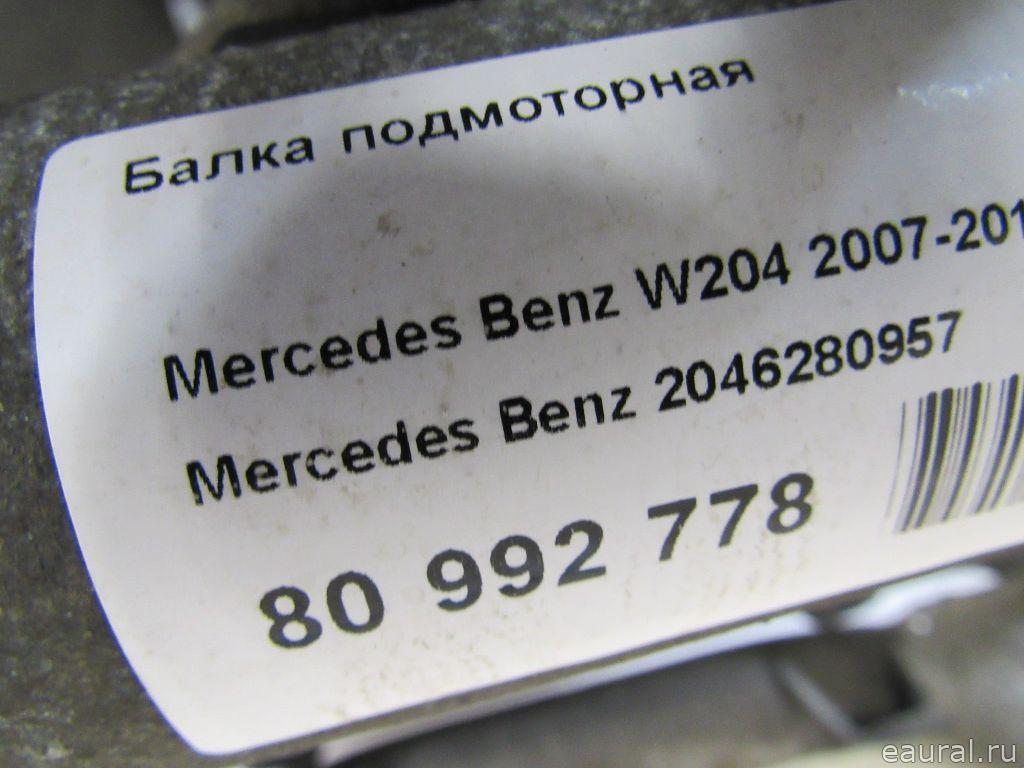 Балка подмоторная
Mercedes Benz W204 2007-201
Mercedes Benz 2046280957
80 992 778
eaural.ru